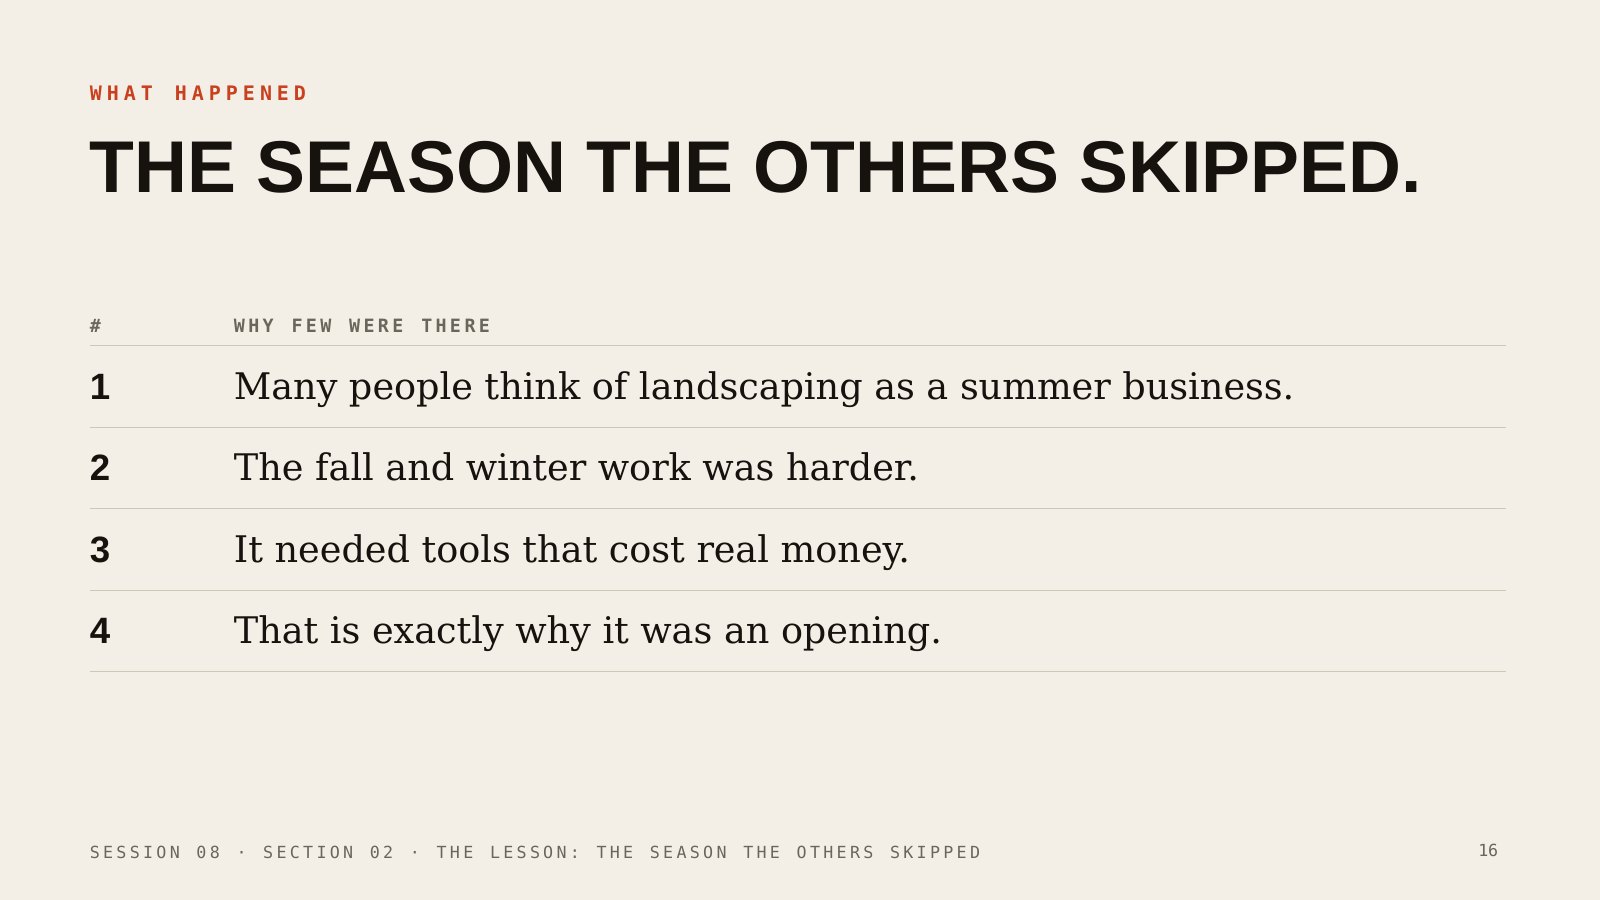 WHAT HAPPENED
THE SEASON THE OTHERS SKIPPED.
# WHY FEW WERE THERE
1 Many people think of landscaping as a summer business.
2 The fall and winter work was harder.
3 It needed tools that cost real money.
4 That is exactly why it was an opening.
SESSION 08 · SECTION 02 · THE LESSON: THE SEASON THE OTHERS SKIPPED 16